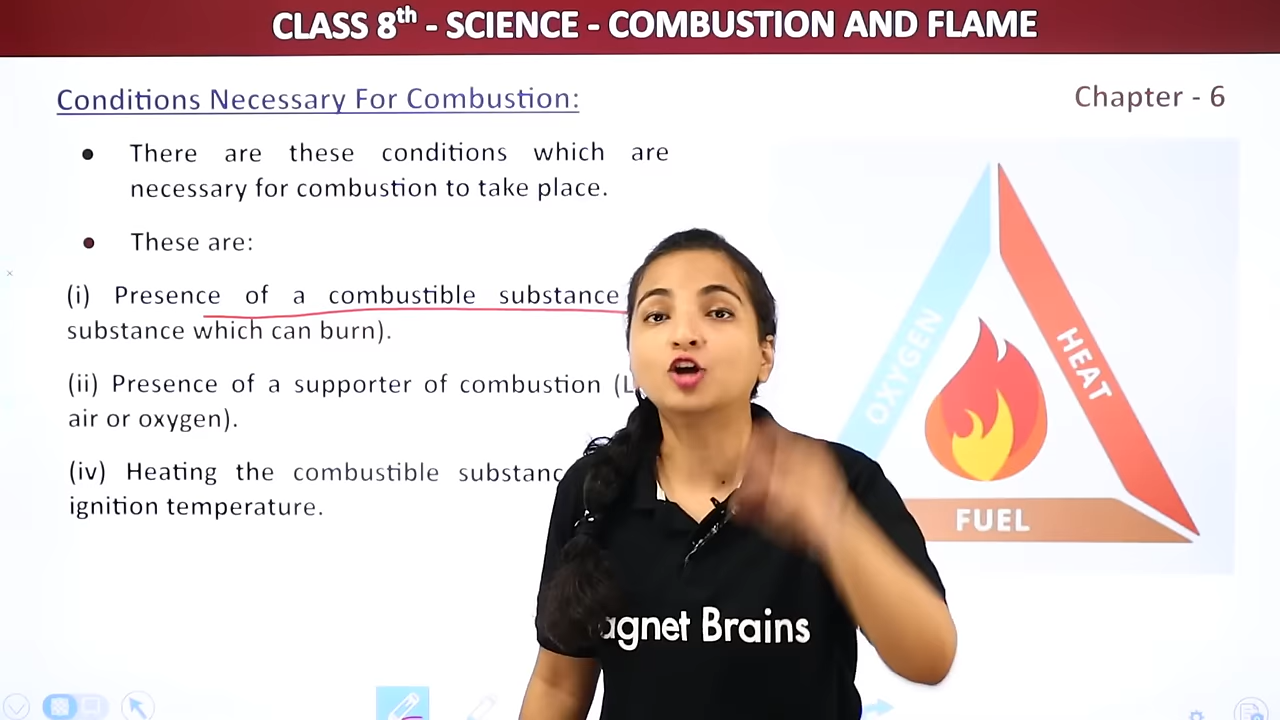 CLASS 8th - SCIENCE - COMBUSTION AND FLAME
Conditions Necessary For Combustion:
Chapter - 6
• There are these conditions which are
necessary for combustion to take place.
• These are:
(i) Presence of a combustible substance
substance which can burn).
(ii) Presence of a supporter of combustion (
air or oxygen).
(iv) Heating the combustible
ignition temperature.
OXYGEN
HEAT
FUEL
Brains